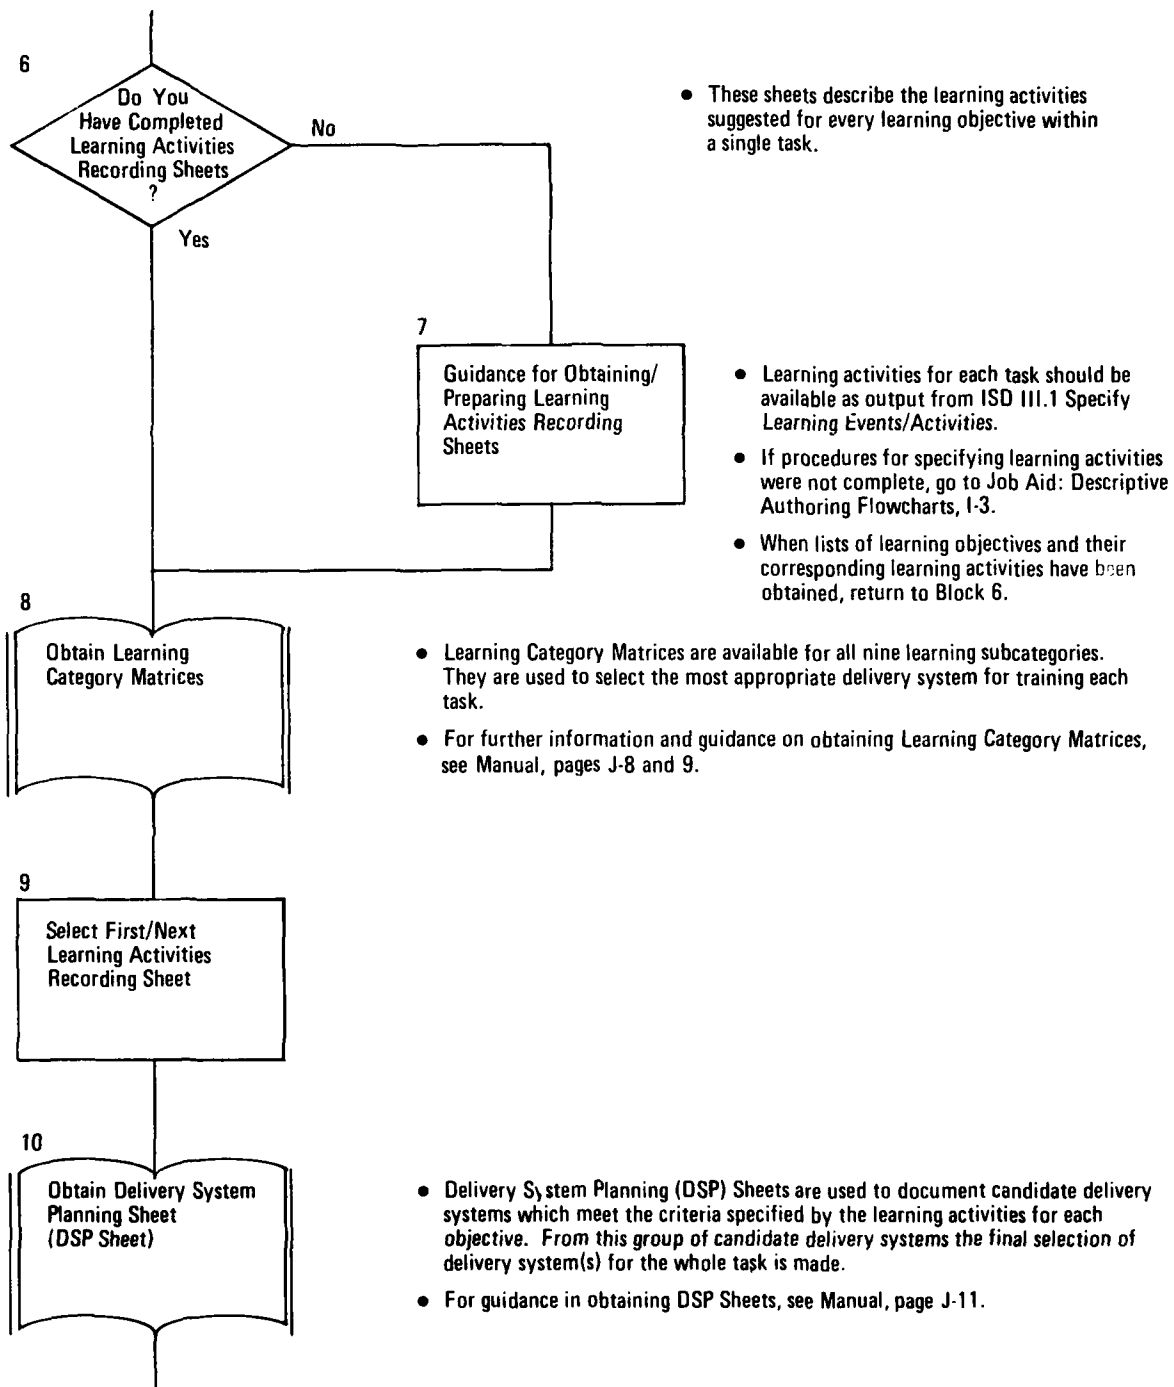 6
Do You
Have Completed
Learning Activities
Recording Sheets
?
No
Yes
● These sheets describe the learning activities
suggested for every learning objective within
a single task.
7
Guidance for Obtaining/
Preparing Learning
Activities Recording
Sheets
● Learning activities for each task should be
available as output from ISD III.1 Specify
Learning Events/Activities.
● If procedures for specifying learning activities
were not complete, go to Job Aid: Descriptive
Authoring Flowcharts, I-3.
● When lists of learning objectives and their
corresponding learning activities have been
obtained, return to Block 6.
8
Obtain Learning
Category Matrices
● Learning Category Matrices are available for all nine learning subcategories.
They are used to select the most appropriate delivery system for training each
task.
● For further information and guidance on obtaining Learning Category Matrices,
see Manual, pages J-8 and 9.
9
Select First/Next
Learning Activities
Recording Sheet
10
Obtain Delivery System
Planning Sheet
(DSP Sheet)
● Delivery System Planning (DSP) Sheets are used to document candidate delivery
systems which meet the criteria specified by the learning activities for each
objective. From this group of candidate delivery systems the final selection of
delivery system(s) for the whole task is made.
● For guidance in obtaining DSP Sheets, see Manual, page J-11.